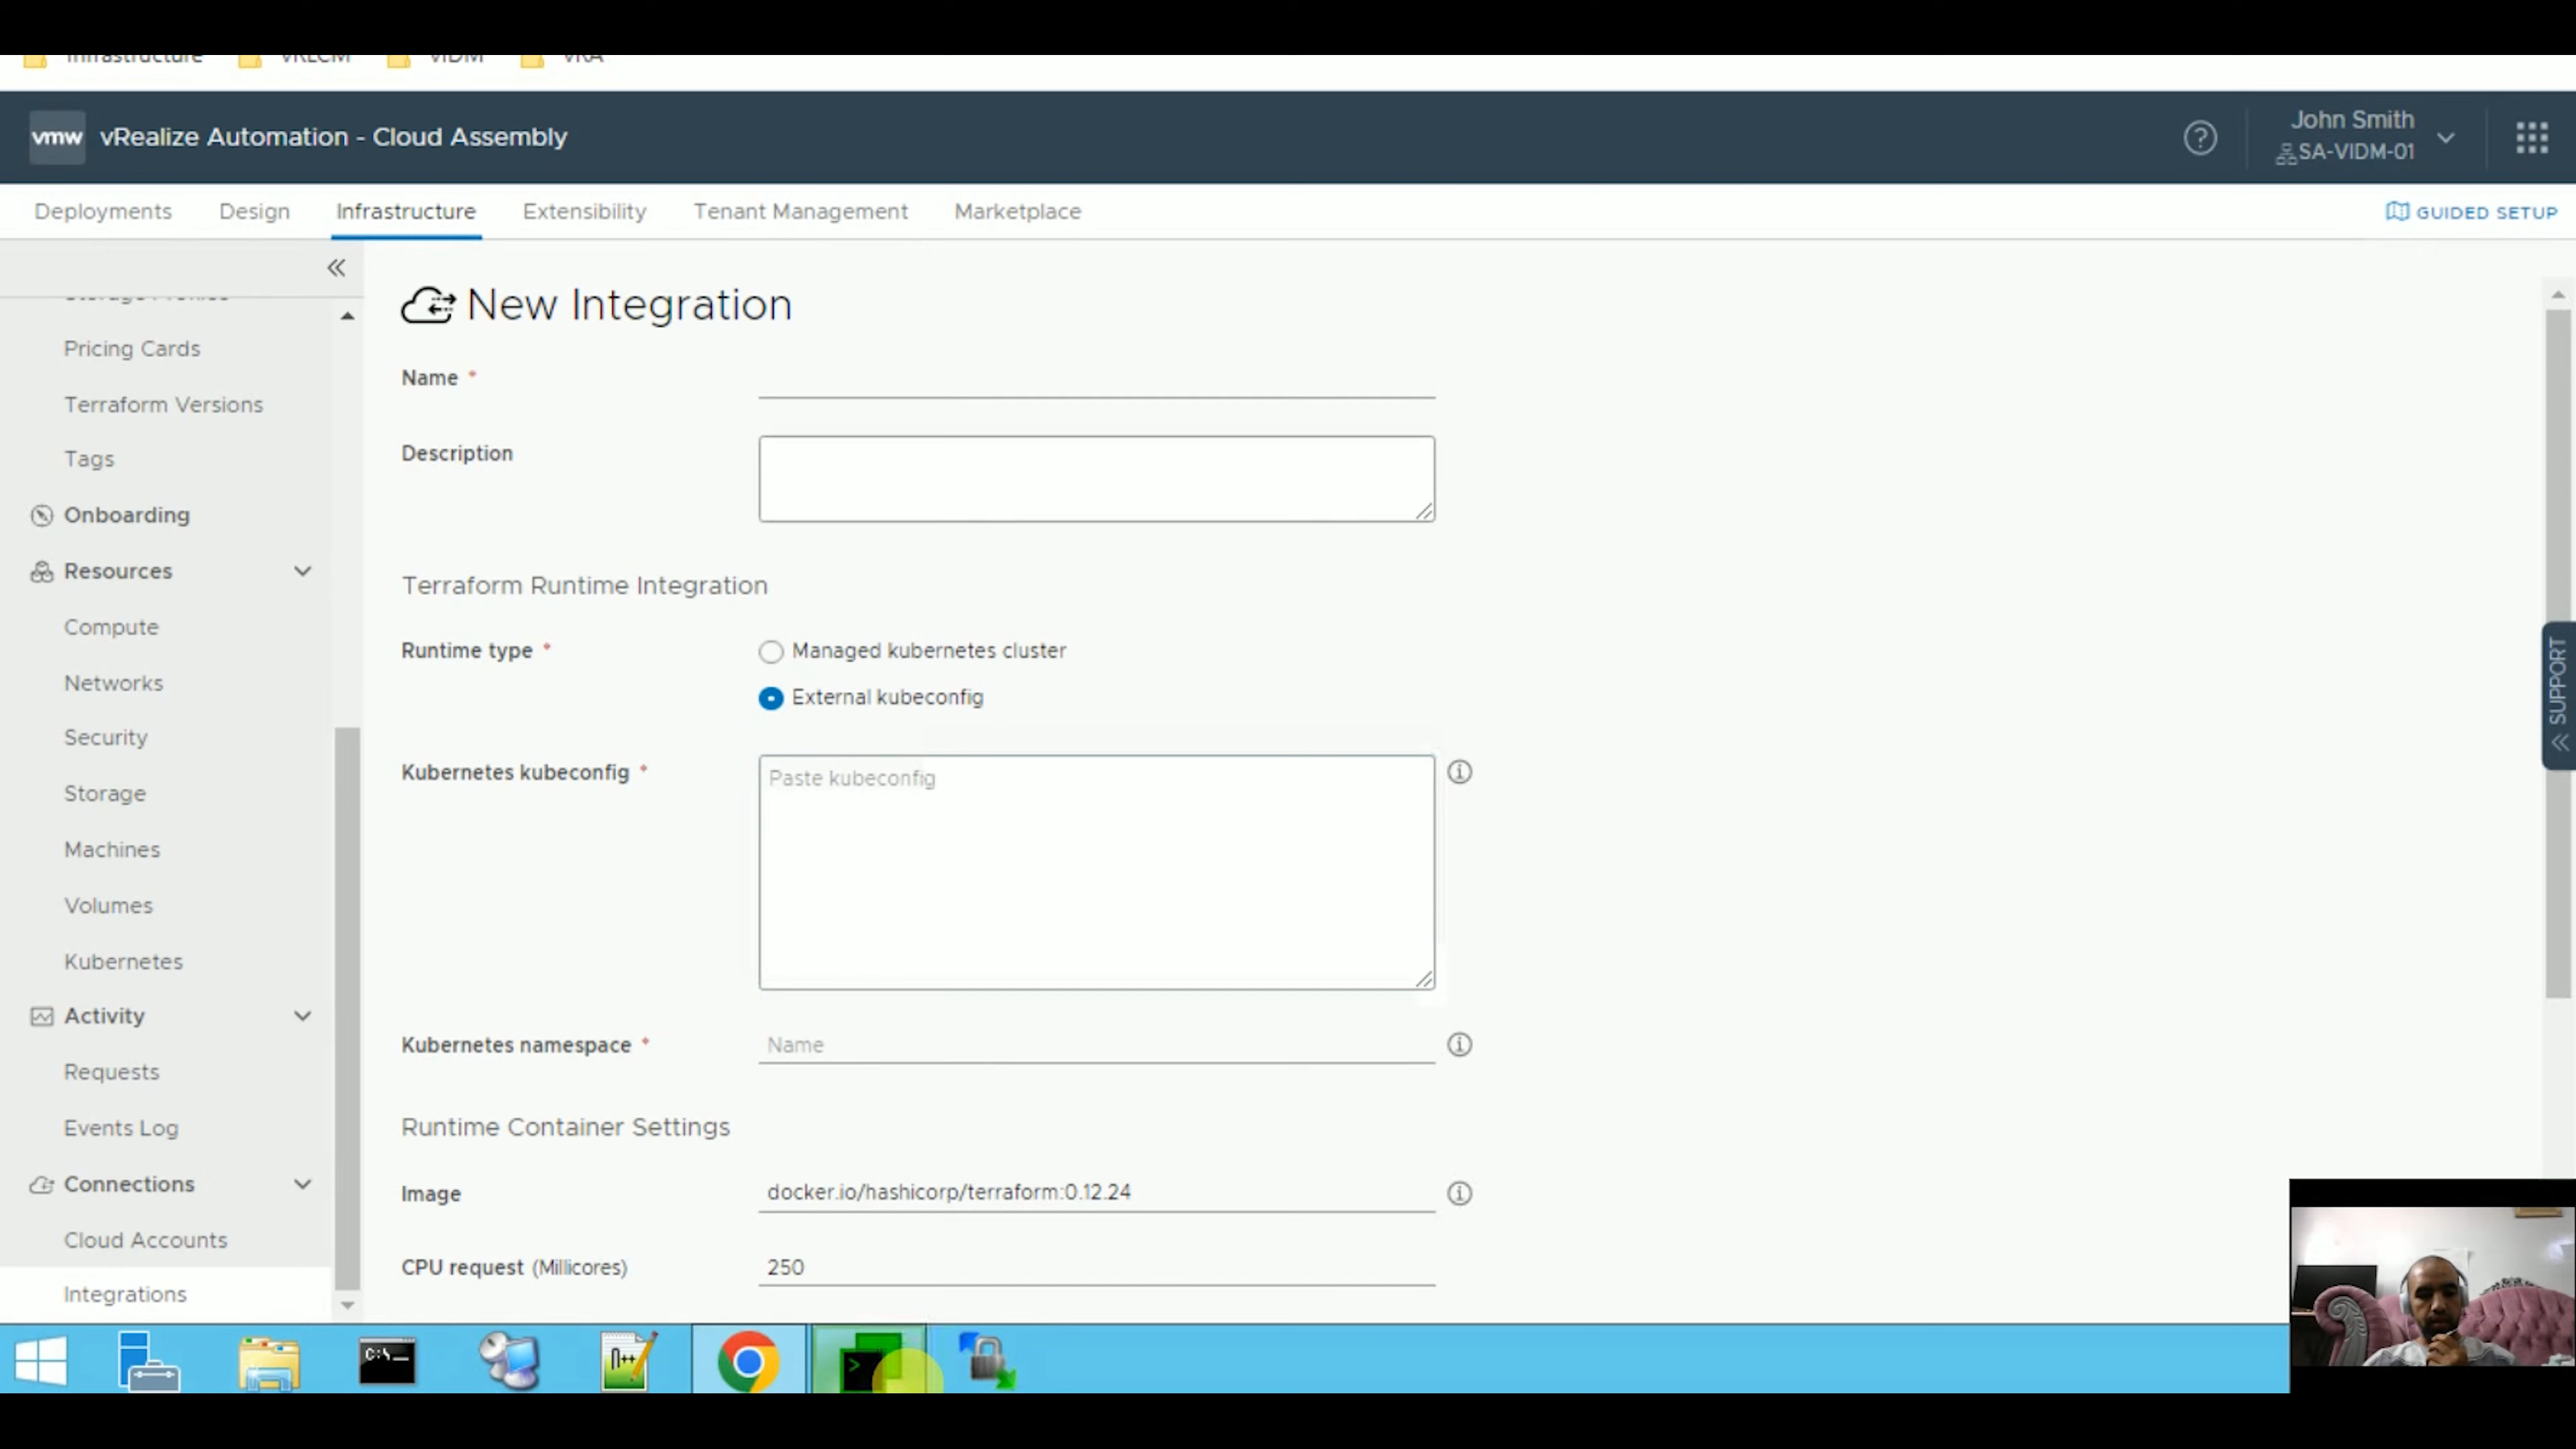 Infrastructure VRLCM VIDM VRA
vmw vRealize Automation - Cloud Assembly
John Smith
SA-VIDM-01
Deployments Design Infrastructure Extensibility Tenant Management Marketplace GUIDED SETUP
Storage Profiles
Pricing Cards
Terraform Versions
Tags
Onboarding
Resources
Compute
Networks
Security
Storage
Machines
Volumes
Kubernetes
Activity
Requests
Events Log
Connections
Cloud Accounts
Integrations
New Integration
Name *
Description
Terraform Runtime Integration
Runtime type * Managed kubernetes cluster
External kubeconfig
Kubernetes kubeconfig * Paste kubeconfig
Kubernetes namespace * Name
Runtime Container Settings
Image docker.io/hashicorp/terraform:0.12.24
CPU request (Millicores) 250
SUPPORT